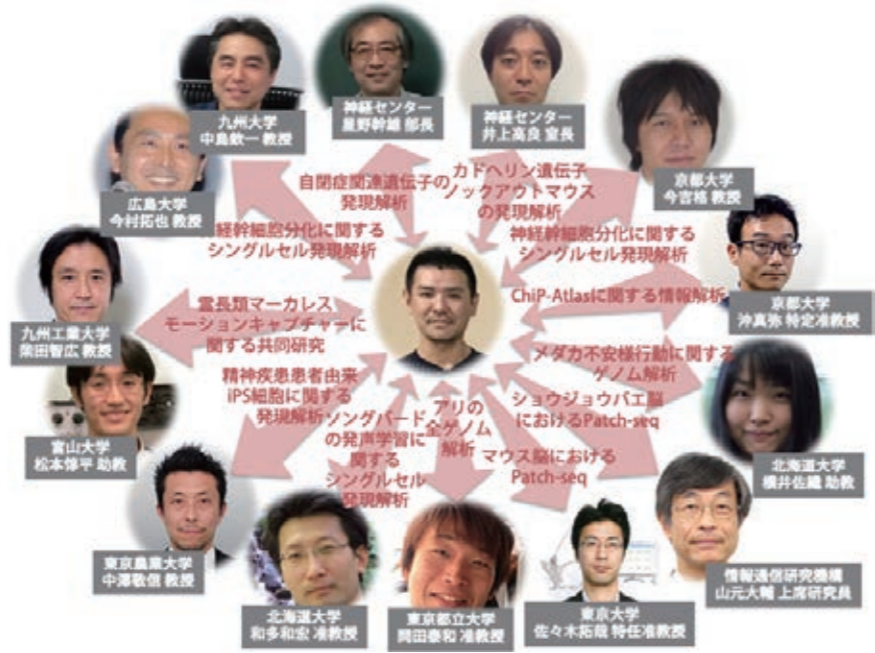 九州大学
中島欽一 教授
神経センター
星野幹雄 部長
神経センター
井上高良 室長
広島大学
今村拓也 教授
京都大学
今吉格 教授
自閉症関連遺伝子の
発現解析
カドヘリン遺伝子
ノックアウトマウス
の発現解析
経幹細胞分化に関する
シングルセル発現解析
神経幹細胞分化に関する
シングルセル発現解析
九州工業大学
柴田智広 教授
霊長類マーカレス
モーションキャプチャーに
関する共同研究
ChiP-Atlasに関する情報解析
京都大学
沖真弥 特定准教授
富山大学
松本惇平 助教
精神疾患患者由来
iPS細胞に関する
発現解析
メダカ不安様行動に関する
ゲノム解析
ショウジョウバエ脳
におけるPatch-seq
北海道大学
横井佐織 助教
ソングバード
の発声学習に
関する
シングルセル
発現解析
アリの
全ゲノム
解析
マウス脳における
Patch-seq
東京農業大学
中澤敬信 教授
北海道大学
和多和宏 准教授
東京都立大学
岡田泰和 准教授
東京大学
佐々木拓哉 特任准教授
情報通信研究機構
山元大輔 上席研究員